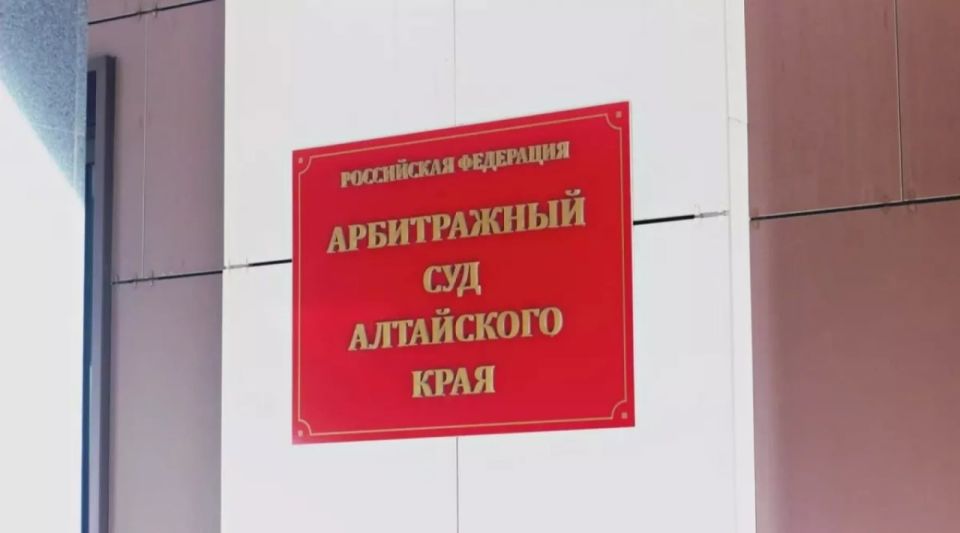 РОССИЙСКАЯ ФЕДЕРАЦИЯ
АРБИТРАЖНЫЙ
СУД
АЛТАЙСКОГО
КРАЯ